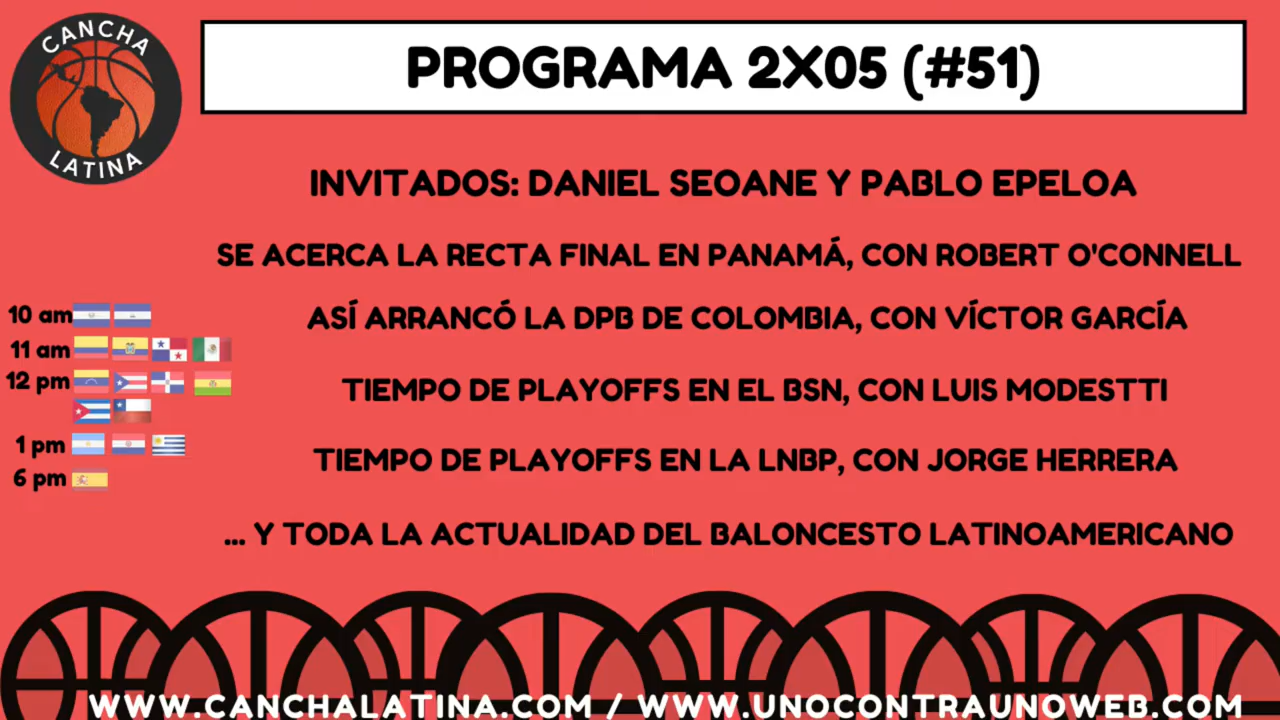 CANCHA
LATINA
PROGRAMA 2X05 (#51)
INVITADOS: DANIEL SEOANE Y PABLO EPELOA
SE ACERCA LA RECTA FINAL EN PANAMÁ, CON ROBERT O'CONNELL
10 am
ASÍ ARRANCÓ LA DPB DE COLOMBIA, CON VÍCTOR GARCÍA
11 am
12 pm
TIEMPO DE PLAYOFFS EN EL BSN, CON LUIS MODESTTI
1 pm
TIEMPO DE PLAYOFFS EN LA LNBP, CON JORGE HERRERA
6 pm
... Y TODA LA ACTUALIDAD DEL BALONCESTO LATINOAMERICANO
WWW.CANCHALATINA.COM / WWW.UNOCONTRAUNOWEB.COM